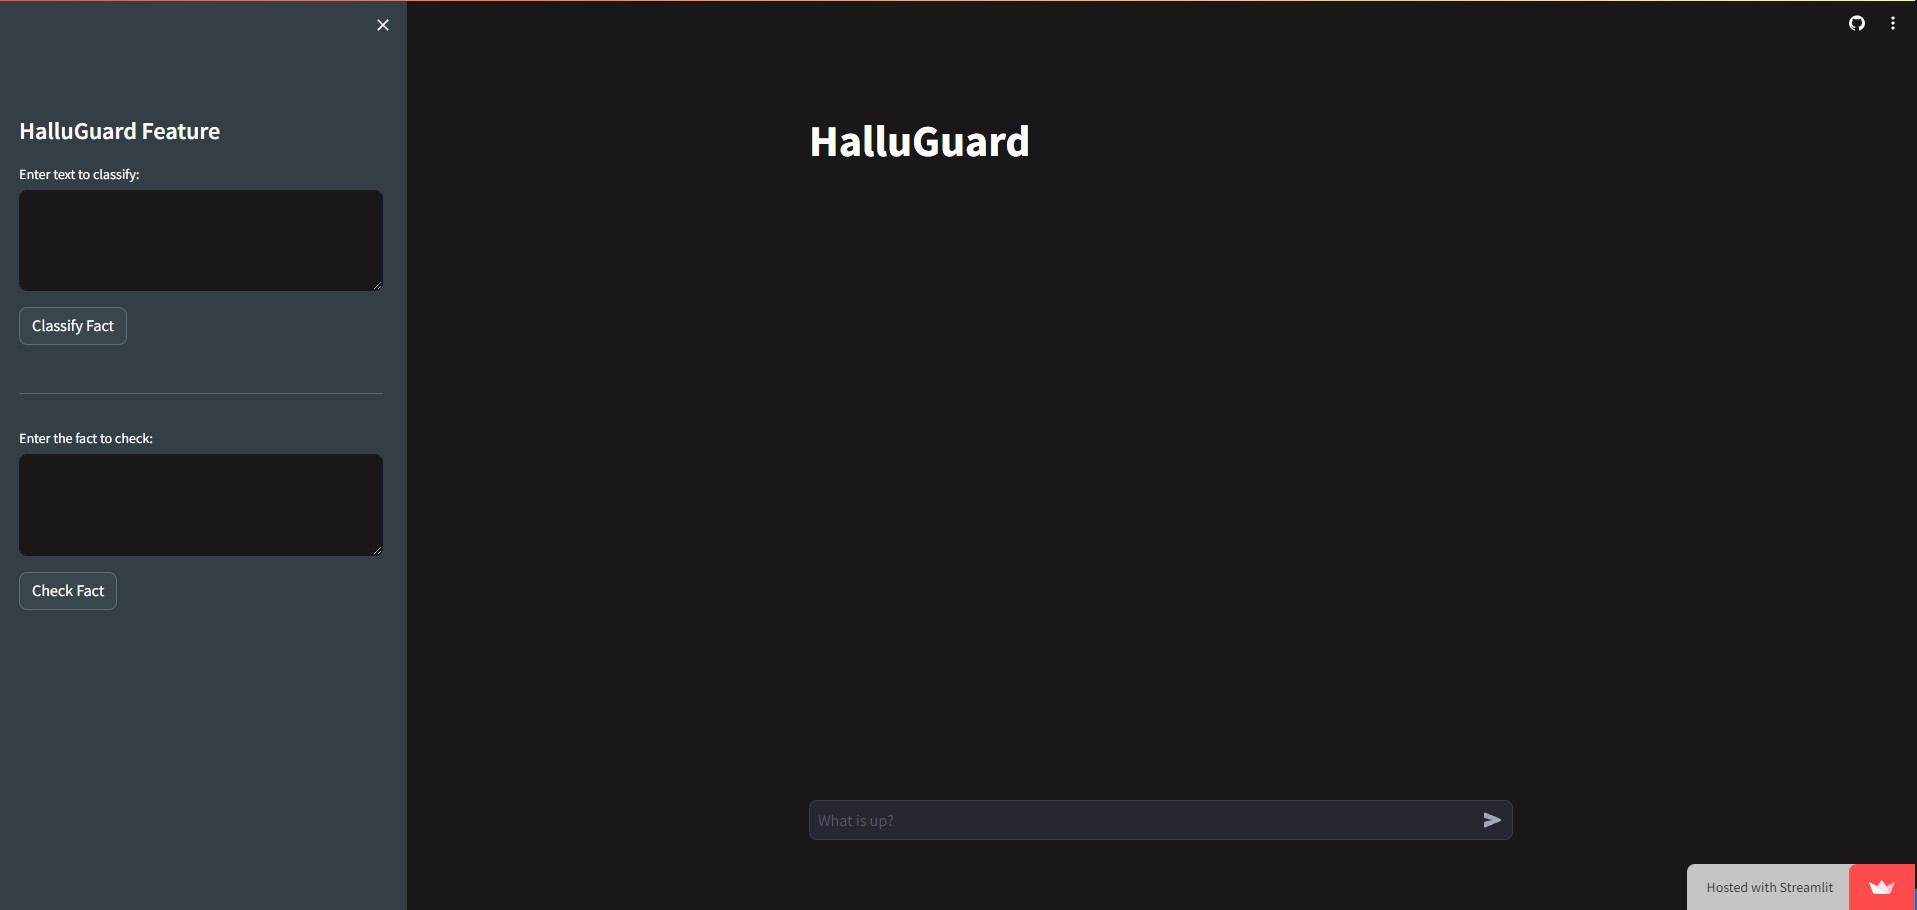 HalluGuard Feature
Enter text to classify:
Classify Fact
Enter the fact to check:
Check Fact
HalluGuard
What is up?
Hosted with Streamlit